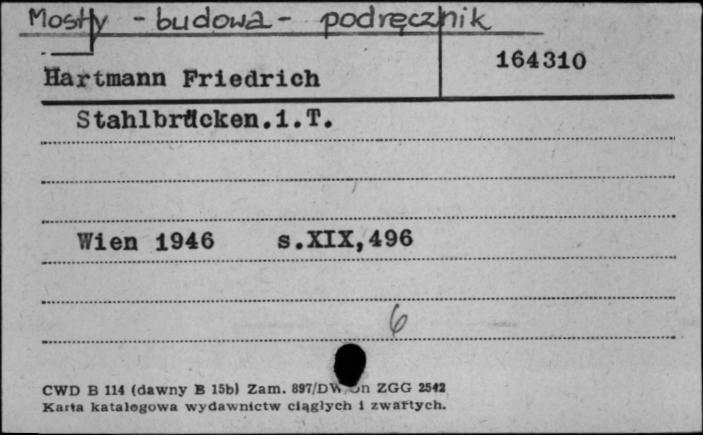 Mosty - budowa - podręcznik
164310
Hartmann Friedrich
Stahlbrücken.1.T.
Wien 1946 s.XIX,496
6
CWD B 114 (dawny B 15b) Zam. 897/DW/On ZGG 2542
Karta katalogowa wydawnictw ciągłych i zwartych.